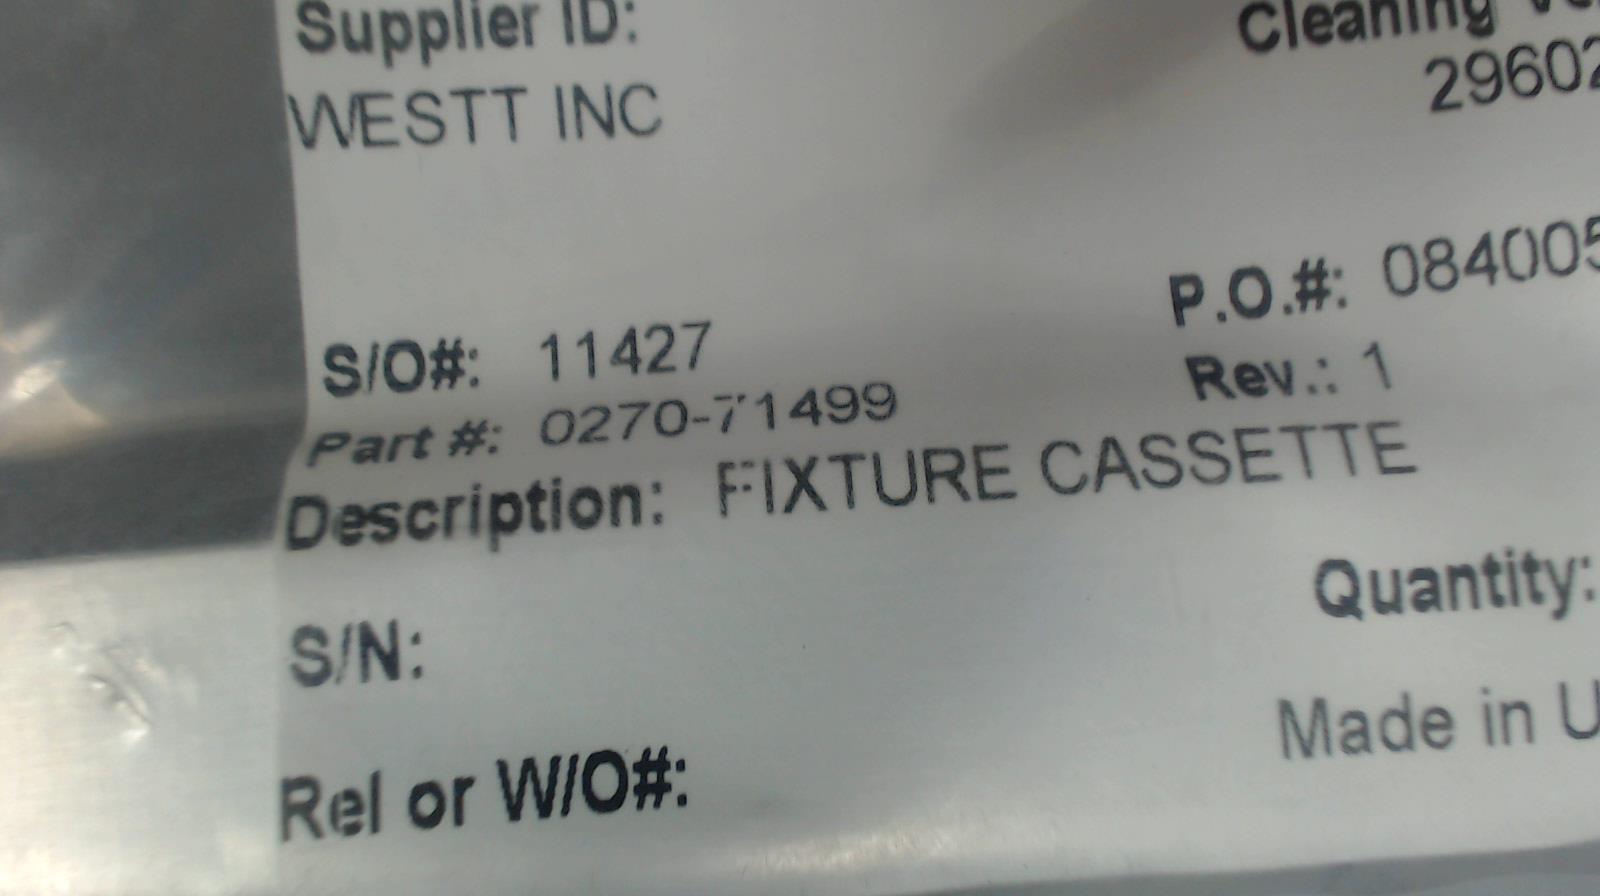 Supplier ID:
Cleaning
WESTT INC
29602
S/O#: 11427
P.O.#: 084005
Part #: 0270-71499
Rev.: 1
Description: FIXTURE CASSETTE
Quantity:
S/N:
Made in U
Rel or W/O#: